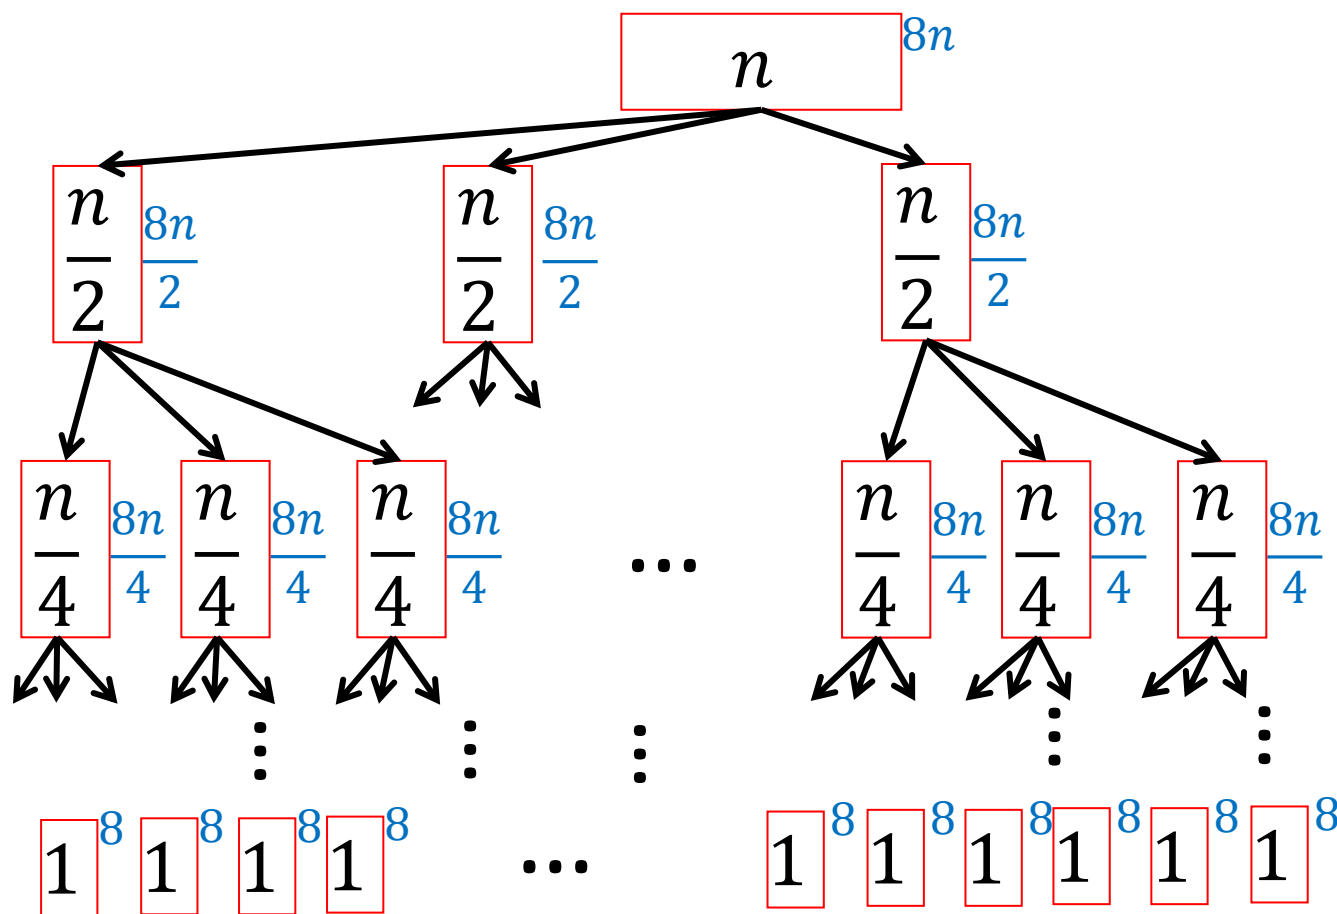 n 8n
n/2 8n/2 n/2 8n/2 n/2 8n/2
n/4 8n/4 n/4 8n/4 n/4 8n/4 ... n/4 8n/4 n/4 8n/4 n/4 8n/4
1 8 1 8 1 8 1 8 ... 1 8 1 8 1 8 1 8 1 8 1 8